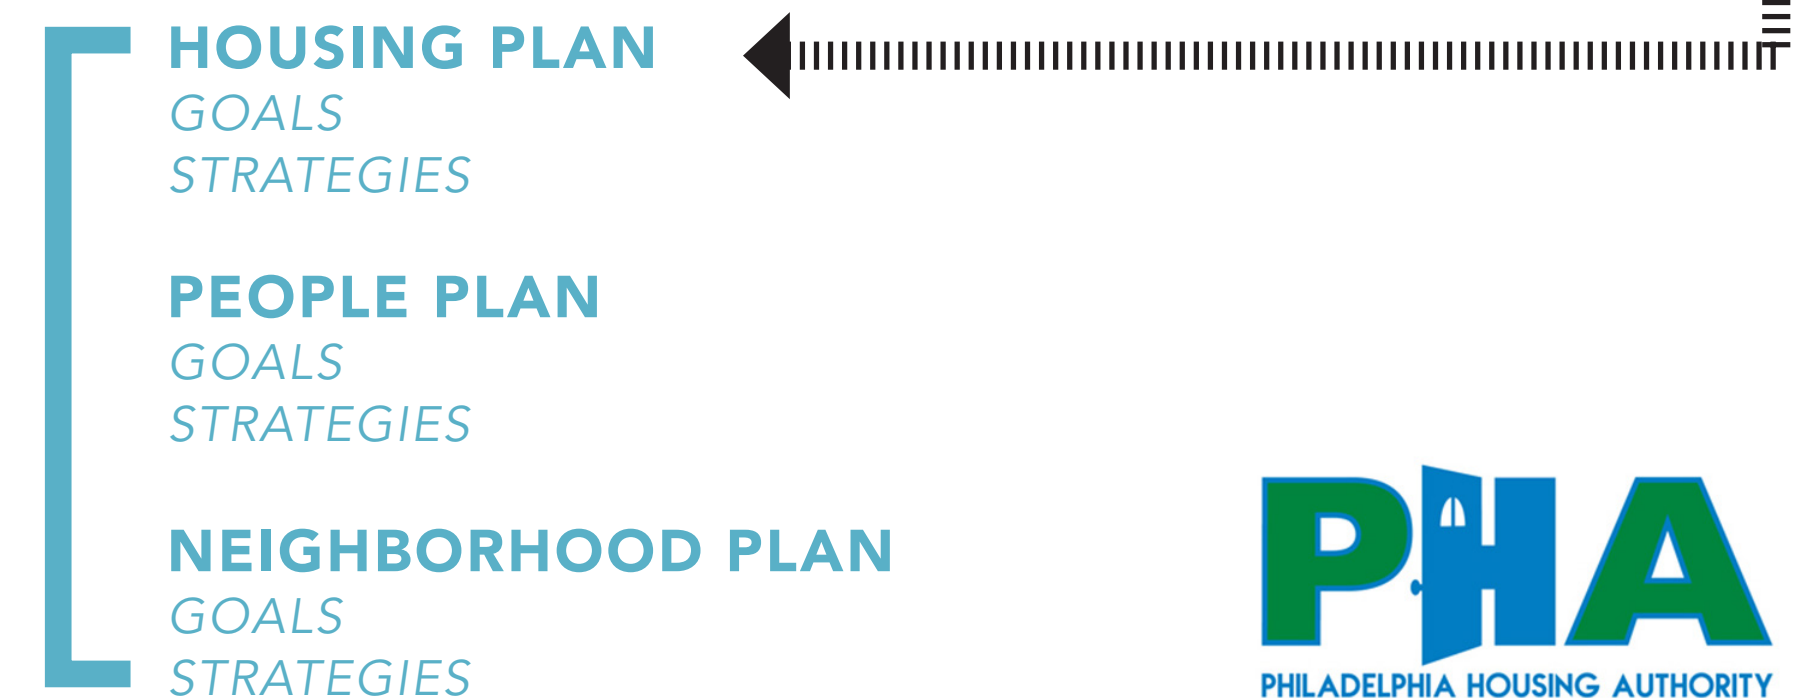 HOUSING PLAN
GOALS
STRATEGIES
PEOPLE PLAN
GOALS
STRATEGIES
NEIGHBORHOOD PLAN
GOALS
STRATEGIES
PHA
PHILADELPHIA HOUSING AUTHORITY